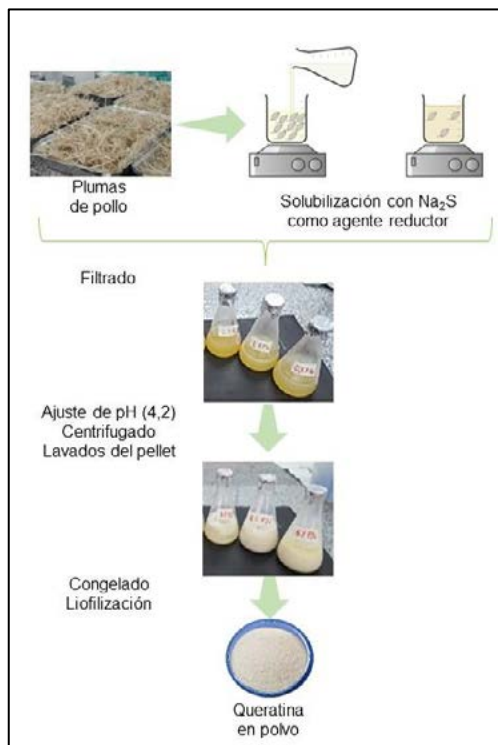 Plumas
de pollo
Solubilización con Na₂S
como agente reductor
Filtrado
Ajuste de pH (4,2)
Centrifugado
Lavados del pellet
Congelado
Liofilización
Queratina
en polvo